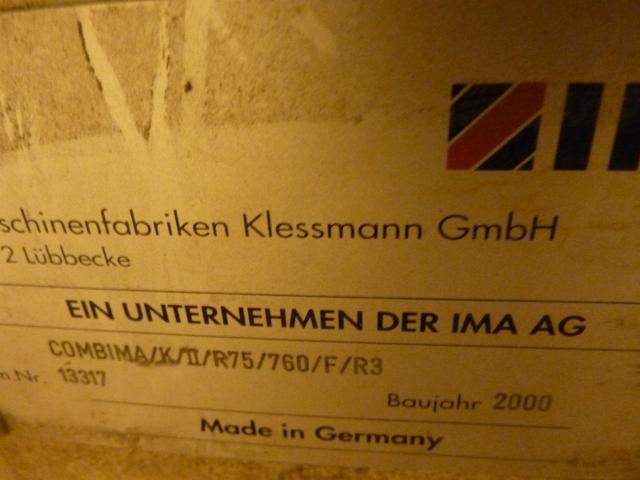 schinenfabriken Klessmann GmbH
2 Lübbecke
EIN UNTERNEHMEN DER IMA AG
COMBIMA/K/II/R75/760/F/R3
n.Nr. 13317
Baujahr 2000
Made in Germany